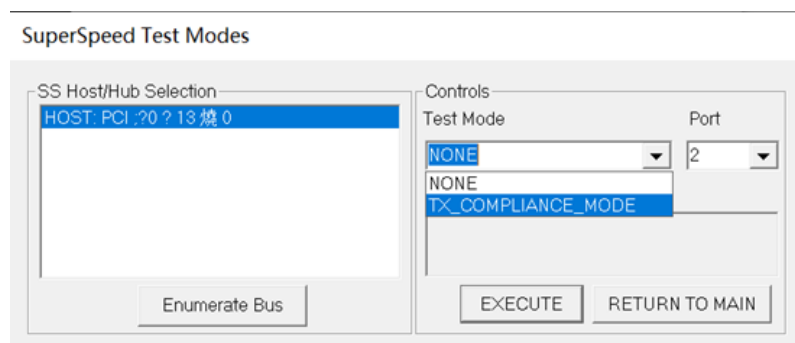 SuperSpeed Test Modes
SS Host/Hub Selection
HOST: PCI :?0 ? 13 燒 0
Enumerate Bus
Controls
Test Mode
Port
NONE
2
NONE
TX_COMPLIANCE_MODE
EXECUTE
RETURN TO MAIN